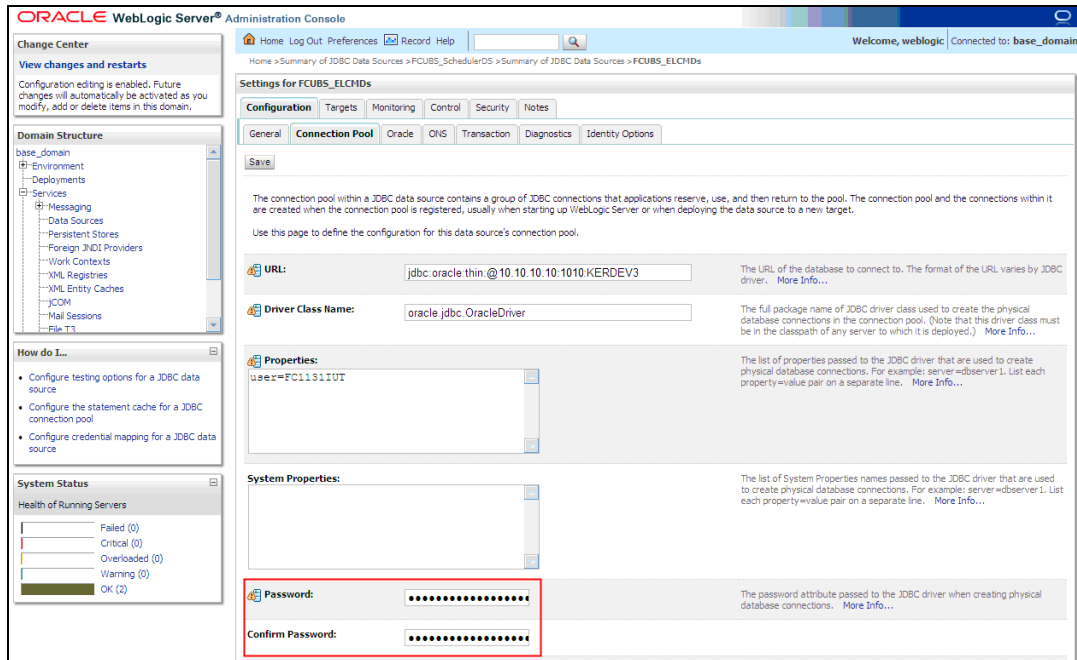 ORACLE WebLogic Server® Administration Console
Change Center
View changes and restarts
Configuration editing is enabled. Future
changes will automatically be activated as you
modify, add or delete items in this domain.
Domain Structure
base_domain
Environment
Deployments
Services
Messaging
Data Sources
Persistent Stores
Foreign JNDI Providers
Work Contexts
XML Registries
XML Entity Caches
jCOM
Mail Sessions
File T3
How do I...
Configure testing options for a JDBC data
source
Configure the statement cache for a JDBC
connection pool
Configure credential mapping for a JDBC data
source
System Status
Health of Running Servers
Failed (0)
Critical (0)
Overloaded (0)
Warning (0)
OK (2)
Home Log Out Preferences Record Help
Welcome, weblogic Connected to: base_domain
Home >Summary of JDBC Data Sources >FCUBS_SchedulerDS >Summary of JDBC Data Sources >FCUBS_ELCMDs
Settings for FCUBS_ELCMDs
Configuration Targets Monitoring Control Security Notes
General Connection Pool Oracle ONS Transaction Diagnostics Identity Options
Save
The connection pool within a JDBC data source contains a group of JDBC connections that applications reserve, use, and then return to the pool. The connection pool and the connections within it
are created when the connection pool is registered, usually when starting up WebLogic Server or when deploying the data source to a new target.
Use this page to define the configuration for this data source's connection pool.
URL:
jdbc:oracle:thin:@10.10.10.10:1010:KERDEV3
The URL of the database to connect to. The format of the URL varies by JDBC
driver. More Info...
Driver Class Name:
oracle.jdbc.OracleDriver
The full package name of JDBC driver class used to create the physical
database connections in the connection pool. (Note that this driver class must
be in the classpath of any server to which it is deployed.) More Info...
Properties:
user=FC1131IUT
The list of properties passed to the JDBC driver that are used to create
physical database connections. For example: server=dbserver1. List each
property=value pair on a separate line. More Info...
System Properties:
The list of System Properties names passed to the JDBC driver that are used
to create physical database connections. For example: server=dbserver1. List
each property=value pair on a separate line. More Info...
Password:
••••••••••••••••••
The password attribute passed to the JDBC driver when creating physical
database connections. More Info...
Confirm Password:
••••••••••••••••••